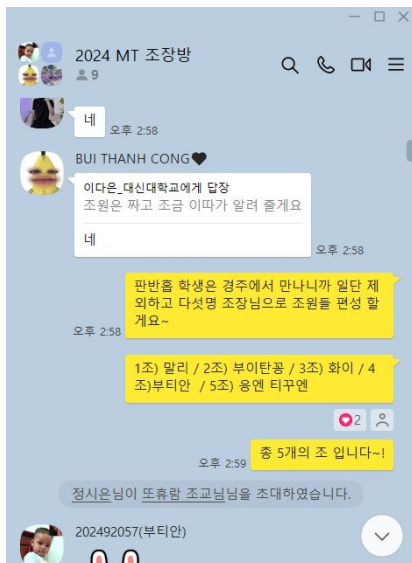 2024 MT 조장방
9
네
오후 2:58
BUI THANH CONG🖤
이다은_대신대학교에게 답장
조원은 짜고 조금 이따가 알려 줄게요
네
오후 2:58
판반흠 학생은 경주에서 만나니까 일단 제
외하고 다섯명 조장님으로 조원들 편성 할
게요~
오후 2:58
1조) 말리 / 2조) 부이탄꽁 / 3조) 화이 / 4
조)부티안 / 5조) 응엔 티꾸엔
2
총 5개의 조 입니다~!
오후 2:59
정시은님이 또휴람 조교님님을 초대하였습니다.
202492057(부티안)